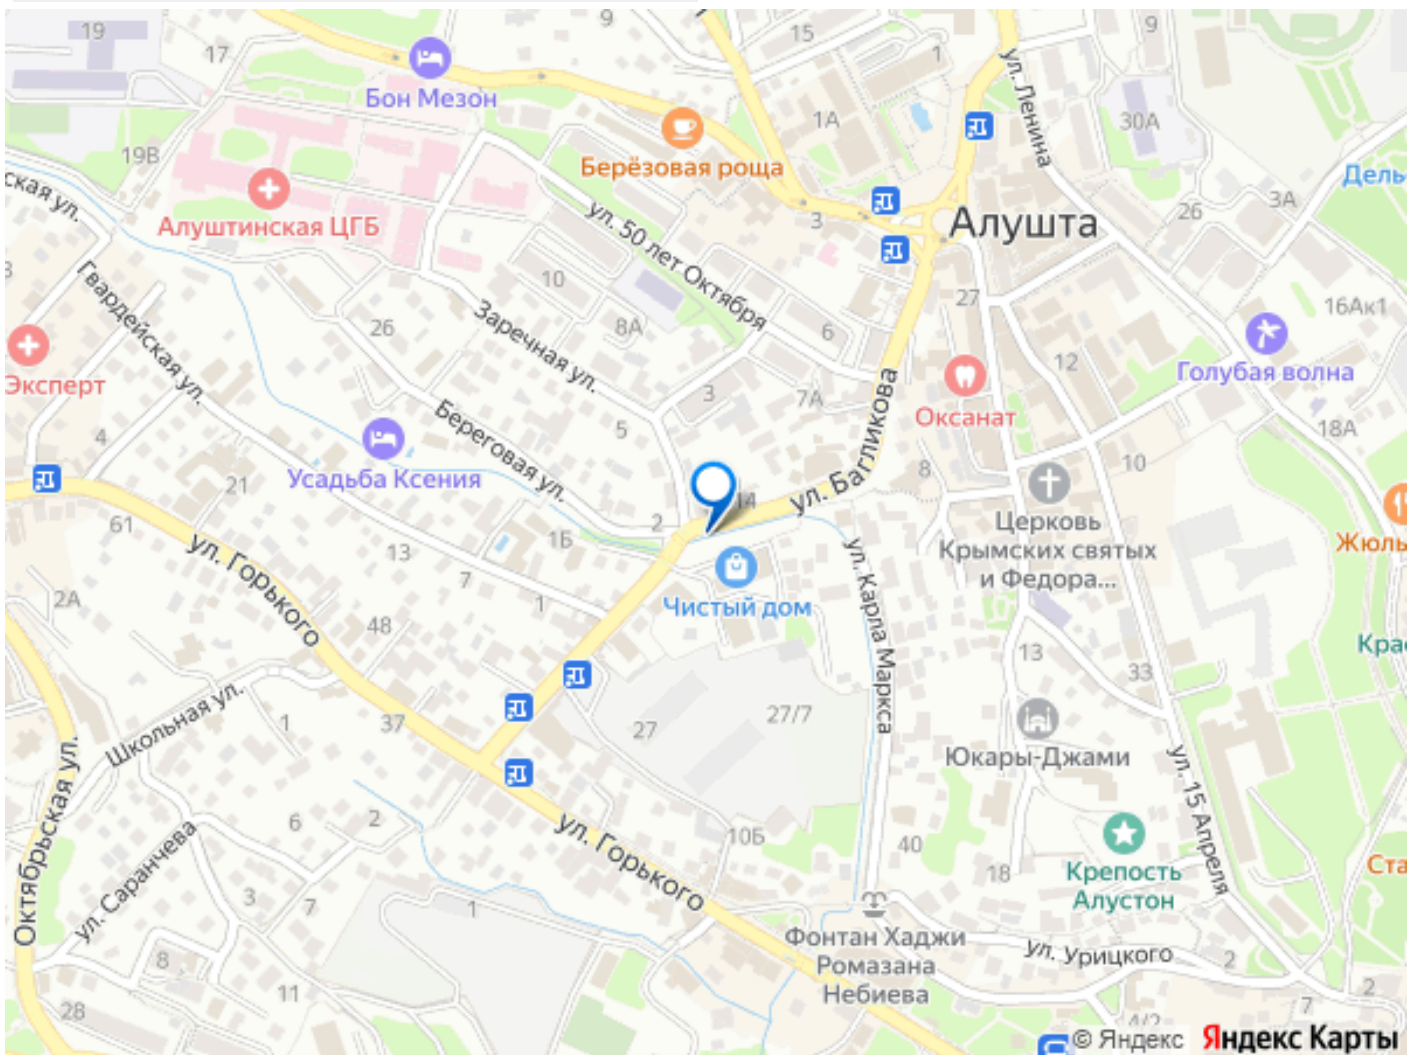 19
17
9
15
1
9
Бон Мезон
ул. Ленина
1А
30А
19В
Берёзовая роща
Дель
ская ул.
Алуштинская ЦГБ
ул. 50 лет Октября
3
Алушта
26
3А
Гвардейская ул.
10
26
8А
Заречная ул.
6
27
12
16Ак1
Эксперт
3
7А
Оксанат
Голубая волна
4
5
Береговая ул.
ул. Багликова
18А
Усадьба Ксения
21
8
10
14
61
2
1Б
Церковь
Крымских святых
и Федора...
Жюль
ул. Горького
13
7
1
Чистый дом
ул. Карла Маркса
2А
48
13
33
Крас
Школьная ул.
1
37
27
27/7
Юкары-Джами
Октябрьская ул.
ул. 15 Апреля
ул. Саранчева
6
2
ул. Горького
10Б
40
18
Крепость
Алустон
Ста
3
7
1
8
Фонтан Хаджи
Ромазана
Небиева
ул. Урицкого
2
2
11
28
7
4/2
© Яндекс
Яндекс Карты